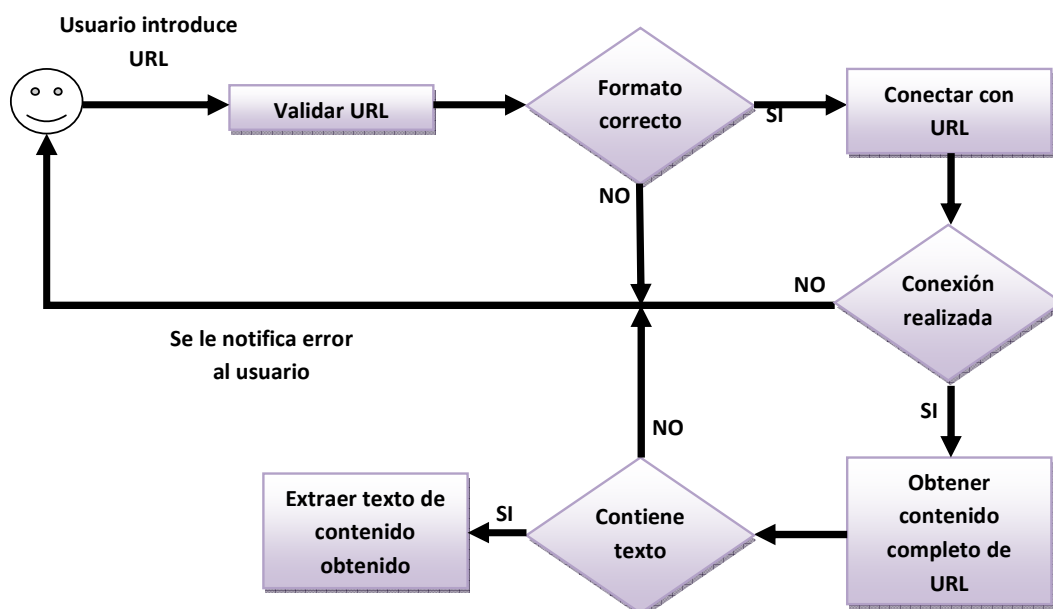 Usuario introduce
URL
Validar URL
Formato
correcto
SI
Conectar con
URL
NO
NO
Conexión
realizada
Se le notifica error
al usuario
SI
NO
Obtener
contenido
completo de
URL
Contiene
texto
SI
Extraer texto de
contenido
obtenido